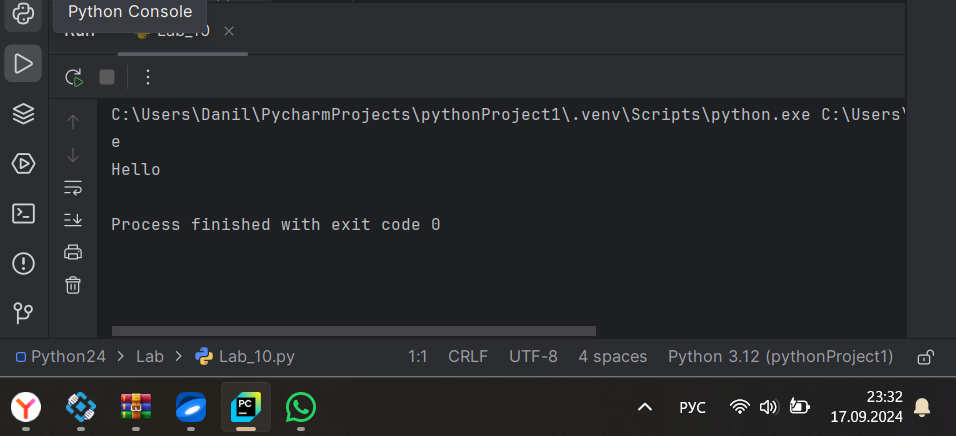 Python Console
Run Lab_10
C:\Users\Danil\PycharmProjects\pythonProject1\.venv\Scripts\python.exe C:\Users\
e
Hello
Process finished with exit code 0
Python24 > Lab > Lab_10.py 1:1 CRLF UTF-8 4 spaces Python 3.12 (pythonProject1)
PC
РУС 23:32
17.09.2024